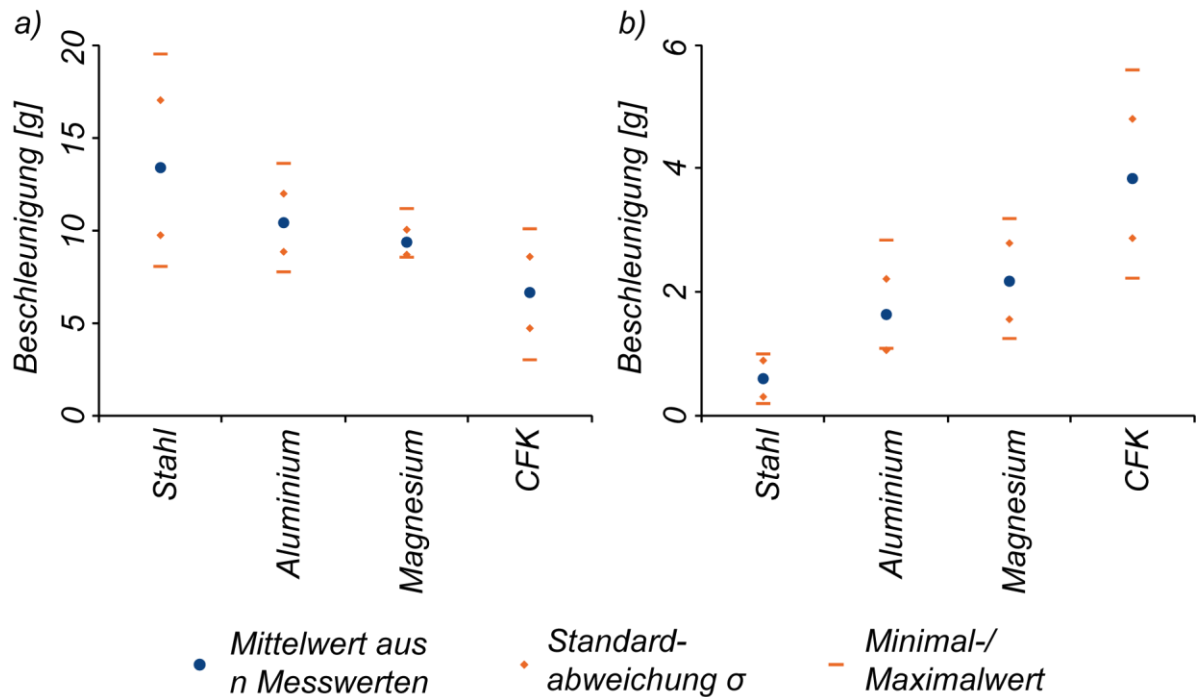 a)
Beschleunigung [g]
20
15
10
5
0
Stahl
Aluminium
Magnesium
CFK
b)
Beschleunigung [g]
6
4
2
0
Stahl
Aluminium
Magnesium
CFK
Mittelwert aus
n Messwerten
Standard-
abweichung σ
Minimal-/
Maximalwert